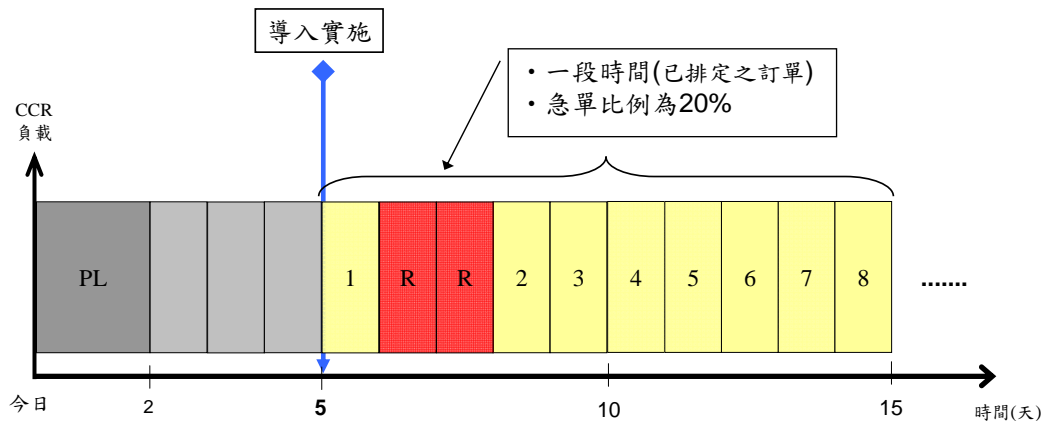 導入實施
・一段時間(已排定之訂單)
・急單比例為20%
CCR
負載
PL
1
R
R
2
3
4
5
6
7
8
.......
今日
2
5
10
15
時間(天)